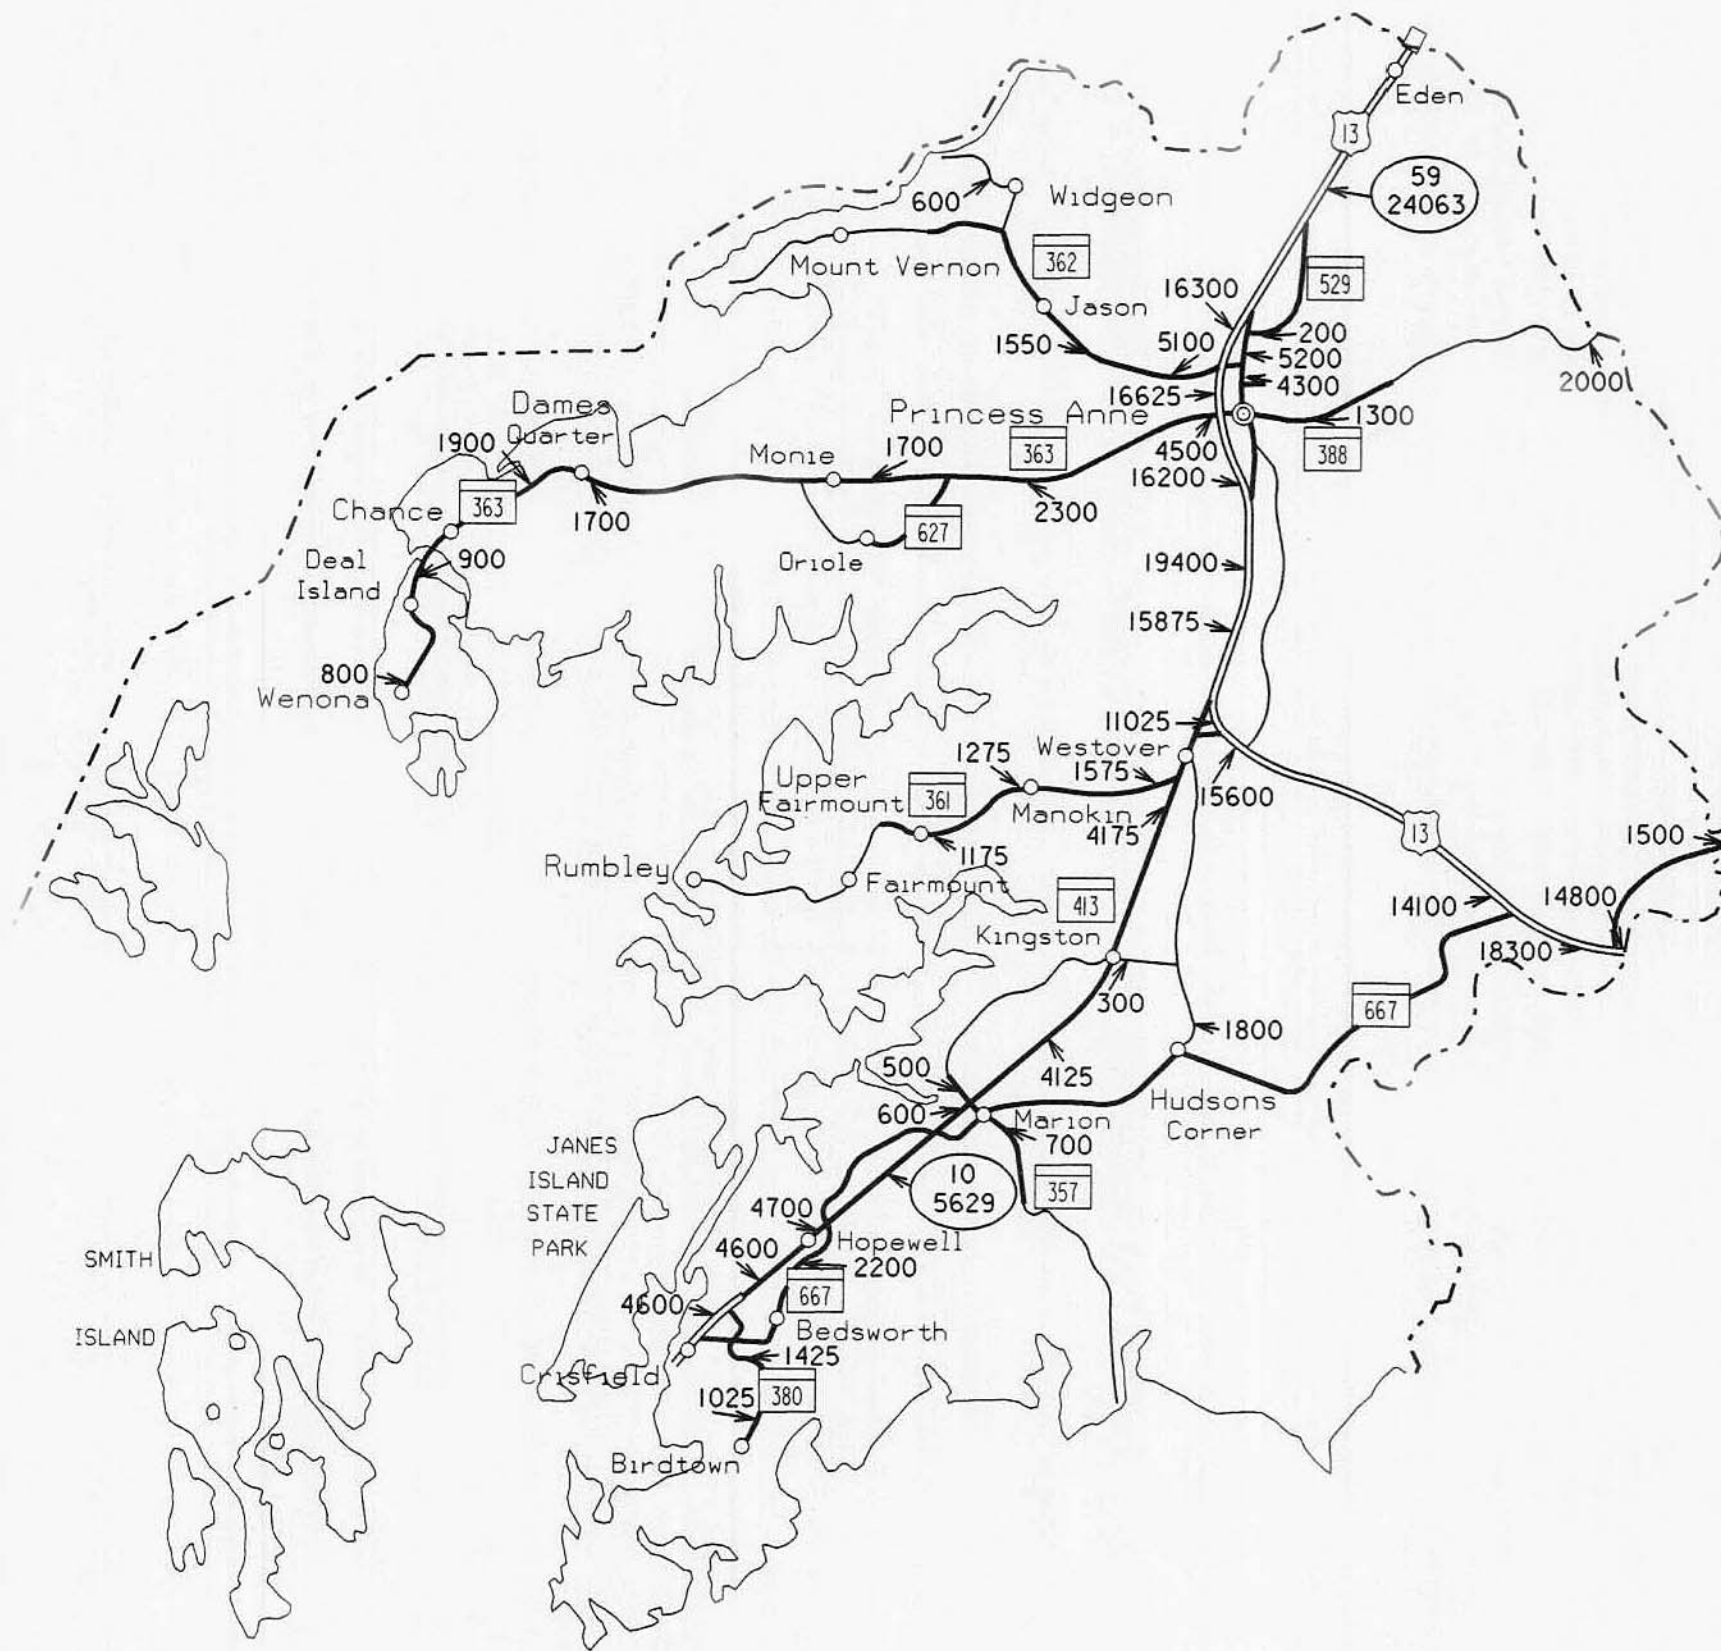 Eden
13
59
24063
600
Widgeon
Mount Vernon
362
529
16300
Jason
200
1550
5100
5200
4300
2000
16625
Dames
Quarter
Princess Anne
1300
1900
Monie
1700
363
4500
388
16200
363
1700
2300
Chance
627
Deal
Island
900
Oriole
19400
15875
800
Wenona
11025
Westover
1275
1575
Upper
Fairmount
361
15600
Manokin
4175
13
1500
1175
Rumbley
Fairmount
413
14100
14800
Kingston
18300
300
667
1800
500
4125
600
Marion
Hudsons
Corner
700
JANES
ISLAND
STATE
PARK
10
5629
357
4700
Hopewell
4600
2200
SMITH
ISLAND
667
4600
Bedsworth
1425
Crisfield
380
1025
Birdtown